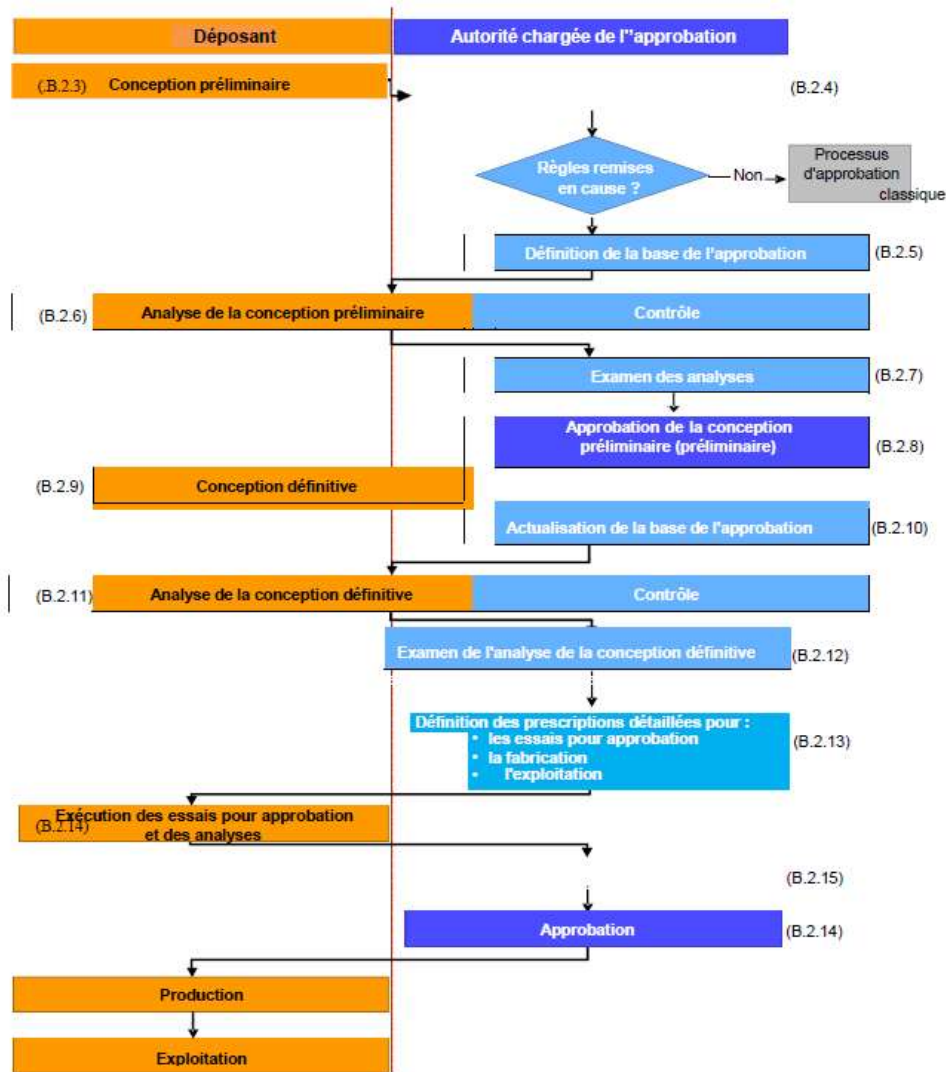 Déposant
Autorité chargée de l''approbation
(.B.2.3) Conception préliminaire
(B.2.4)
Règles remises
en cause ?
Non
Processus
d'approbation
classique
Définition de la base de l'approbation
(B.2.5)
(B.2.6)
Analyse de la conception préliminaire
Contrôle
Examen des analyses
(B.2.7)
Approbation de la conception
préliminaire (préliminaire)
(B.2.8)
(B.2.9)
Conception définitive
Actualisation de la base de l'approbation
(B.2.10)
(B.2.11)
Analyse de la conception définitive
Contrôle
Examen de l'analyse de la conception définitive
(B.2.12)
Définition des prescriptions détaillées pour :
• les essais pour approbation
• la fabrication
• l'exploitation
(B.2.13)
(B.2.14)
Exécution des essais pour approbation
et des analyses
(B.2.15)
Approbation
(B.2.14)
Production
Exploitation